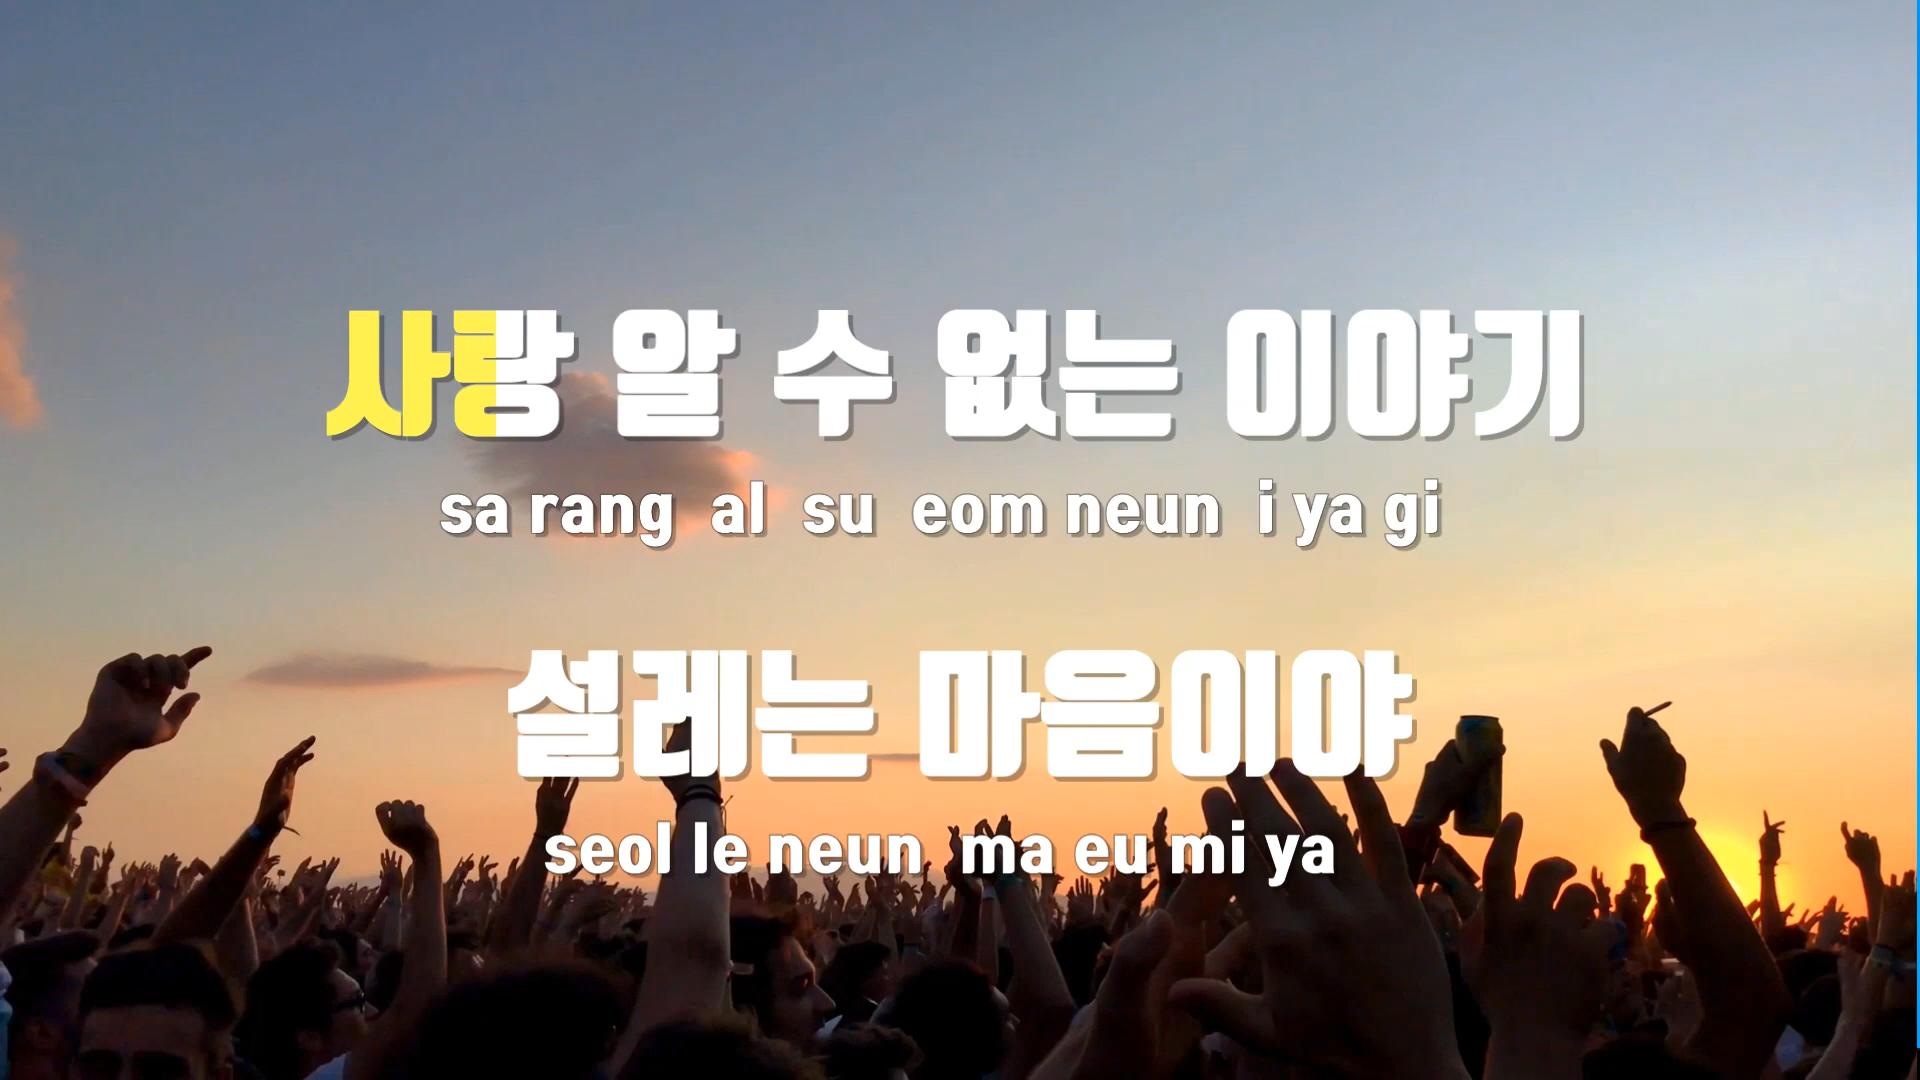 사랑 알 수 없는 이야기
sa rang al su eom neun i ya gi
설레는 마음이야
seol le neun ma eu mi ya